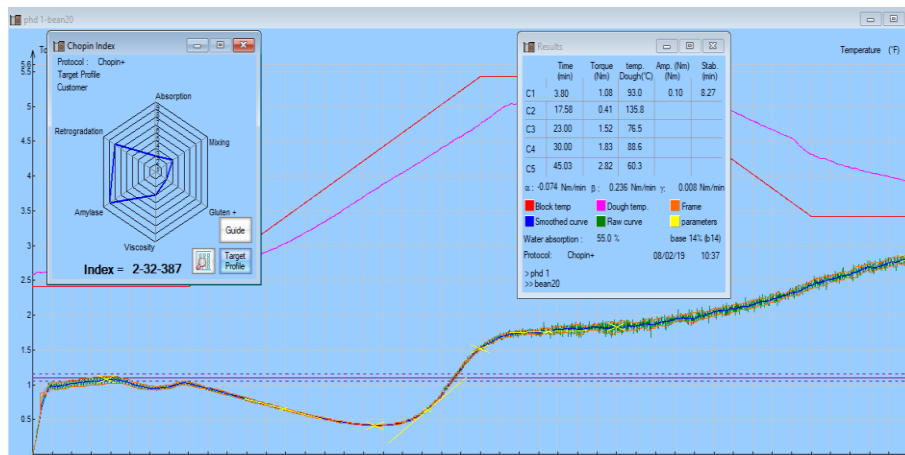 phd 1-bean20
Chopin Index
Protocol : Chopin+
Target Profile
Customer
Absorption
Mixing
Gluten +
Viscosity
Amylase
Retrogradation
Guide
Target Profile
Index = 2-32-387
Results
Time (min) Torque (Nm) temp. Dough(°C) Amp. (Nm) (Nm) Stab. (min)
C1 3.80 1.08 93.0 0.10 8.27
C2 17.58 0.41 135.8
C3 23.00 1.52 76.5
C4 30.00 1.83 88.6
C5 45.03 2.82 60.3
α : -0.074 Nm/min β : 0.236 Nm/min γ: 0.008 Nm/min
Block temp Dough temp. Frame
Smoothed curve Raw curve parameters
Water absorption : 55.0 % base 14% (b14)
Protocol: Chopin+ 08/02/19 10:37
> phd 1
>> bean20
Temperature (°F)
5.5
5
4.5
4
3.5
3
2.5
2
1.5
1
0.5